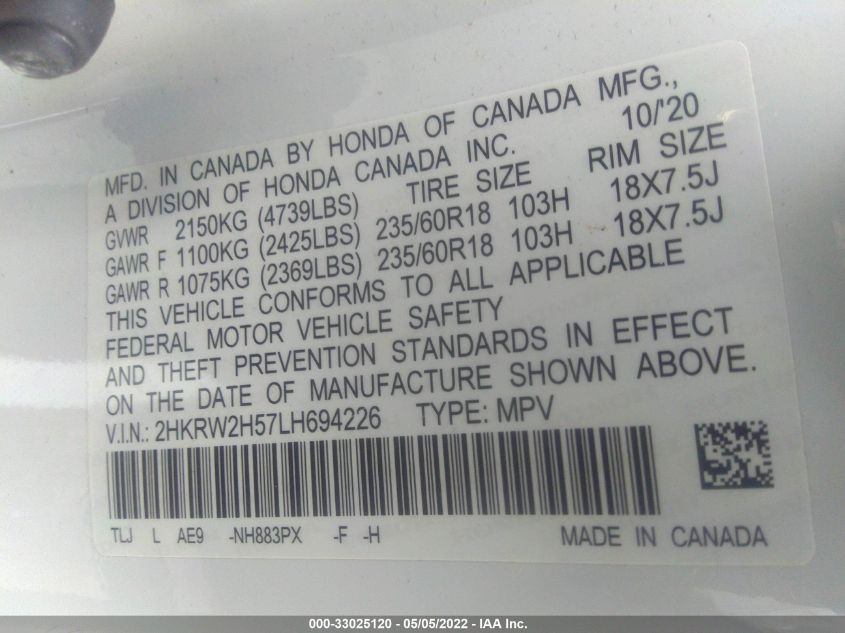 MFD. IN CANADA BY HONDA OF CANADA MFG.,
A DIVISION OF HONDA CANADA INC. 10/'20
GVWR 2150KG (4739LBS) TIRE SIZE RIM SIZE
GAWR F 1100KG (2425LBS) 235/60R18 103H 18X7.5J
GAWR R 1075KG (2369LBS) 235/60R18 103H 18X7.5J
THIS VEHICLE CONFORMS TO ALL APPLICABLE
FEDERAL MOTOR VEHICLE SAFETY
AND THEFT PREVENTION STANDARDS IN EFFECT
ON THE DATE OF MANUFACTURE SHOWN ABOVE.
V.I.N.: 2HKRW2H57LH694226 TYPE: MPV
TLJ L AE9 -NH883PX -F -H MADE IN CANADA
000-33025120 - 05/05/2022 - IAA Inc.